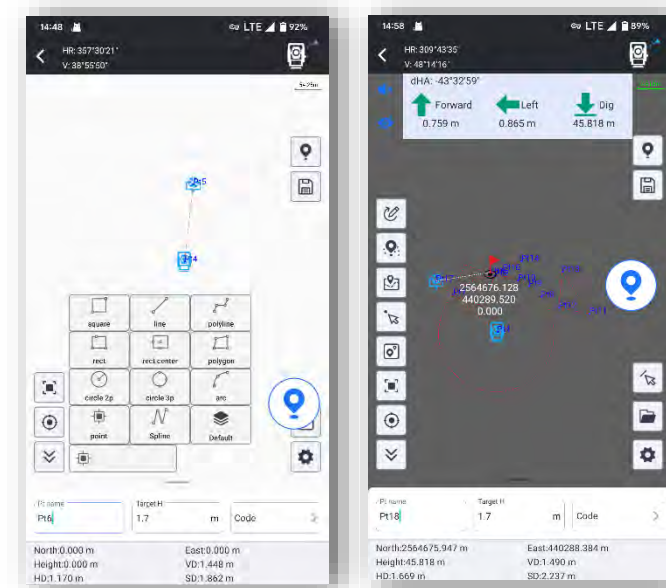 14:48
LTE
92%
HR: 357°30'21"
V: 38°55'50"
Pt5
Pt4
square
line
polyline
rect
rect center
polygon
circle 2p
circle 3p
arc
point
Spline
Default
Pt name
Pt6
Target H
1.7
m
Code
North:0.000 m
East:0.000 m
Height:0.000 m
VD:1.448 m
HD:1.170 m
SD:1.862 m
14:58
LTE
89%
HR: 309°43'35"
V: 48°14'16"
dHA: -43°32'59"
Forward
Left
Dig
0.759 m
0.865 m
45.818 m
2564676.128
440289.520
0.000
Pt name
Pt18
Target H
1.7
m
Code
North:2564675.947 m
East:440288.384 m
Height:45.818 m
VD:1.490 m
HD:1.669 m
SD:2.237 m